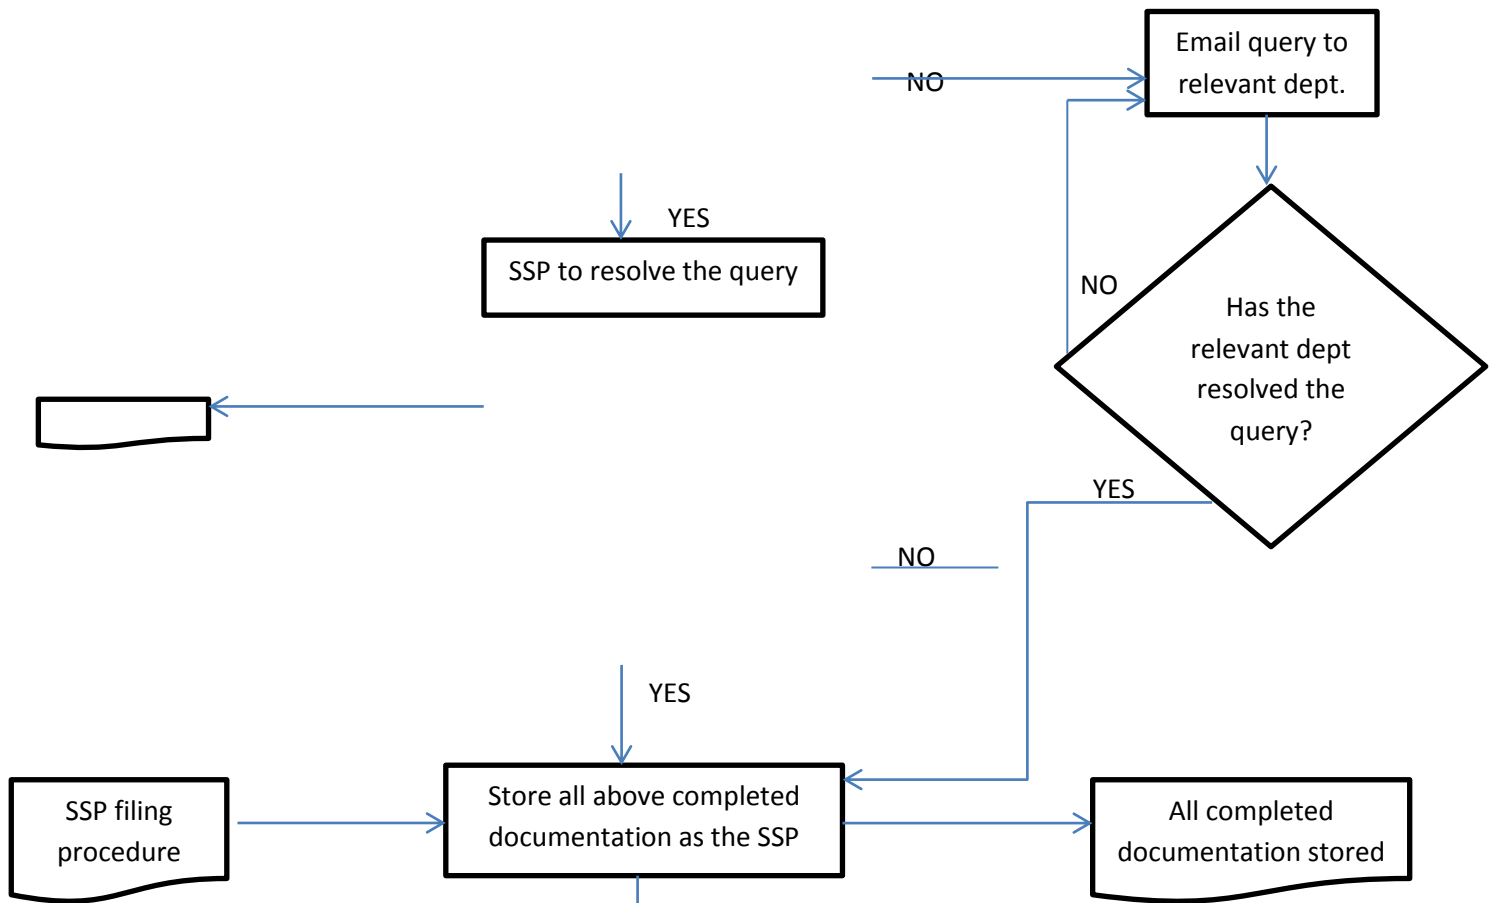 Email query to
relevant dept.
NO
YES
SSP to resolve the query
NO
Has the
relevant dept
resolved the
query?
YES
NO
YES
SSP filing
procedure
Store all above completed
documentation as the SSP
All completed
documentation stored